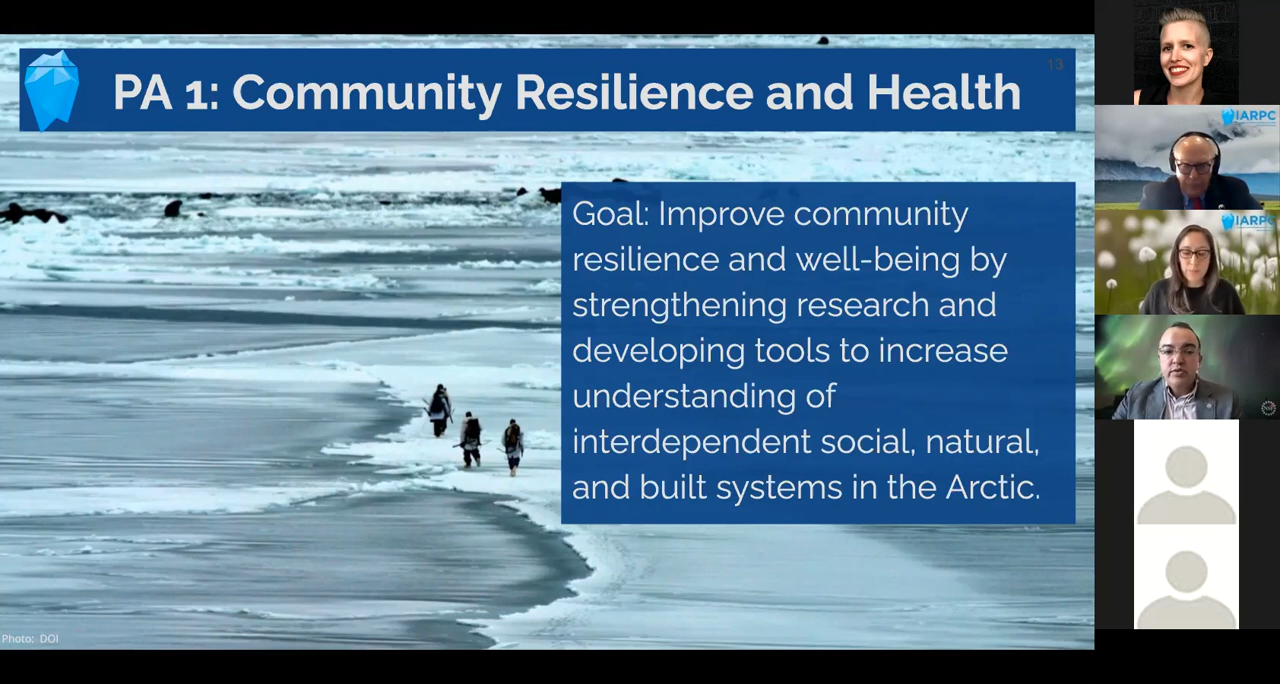 13
PA 1: Community Resilience and Health
Goal: Improve community
resilience and well-being by
strengthening research and
developing tools to increase
understanding of
interdependent social, natural,
and built systems in the Arctic.
Photo: DOI
IARPC
IARPC